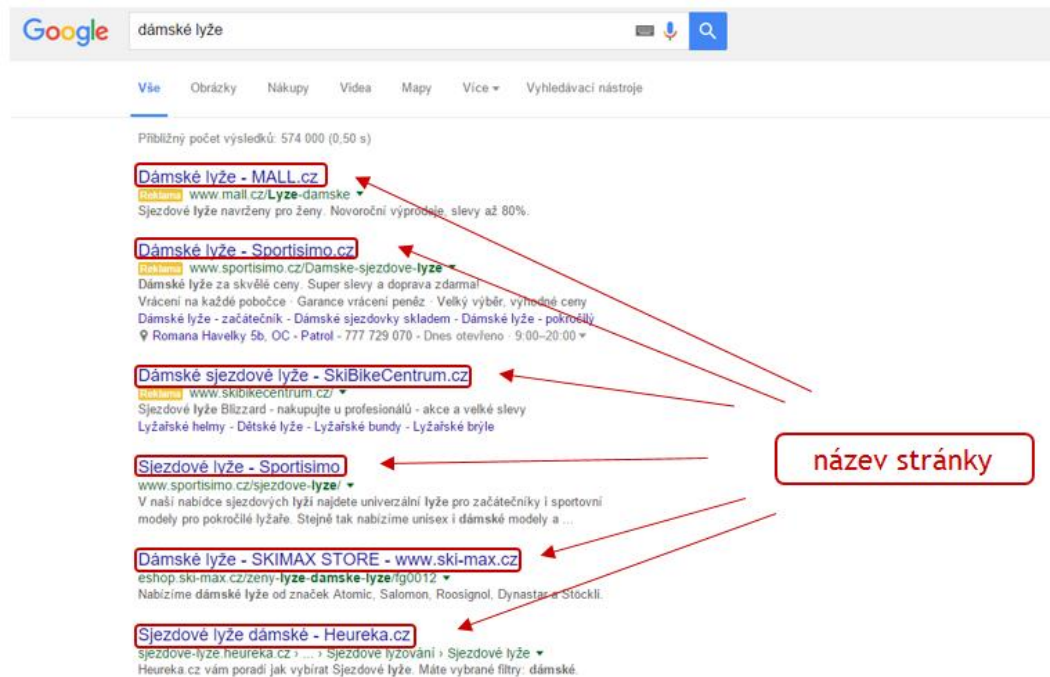 Google
dámské lyže
Vše Obrázky Nákupy Videa Mapy Více Vyhledávací nástroje
Přibližný počet výsledků: 574 000 (0,50 s)
Dámské lyže - MALL.cz
Reklama www.mall.cz/Lyze-damske
Sjezdové lyže navrženy pro ženy. Novoroční výprodeje, slevy až 80%.
Dámské lyže - Sportisimo.cz
Reklama www.sportisimo.cz/Damske-sjezdove-lyze
Dámské lyže za skvělé ceny. Super slevy a doprava zdarma!
Vrácení na každé pobočce · Garance vrácení peněz · Velký výběr, výhodné ceny
Dámské lyže - začátečník - Dámské sjezdovky skladem - Dámské lyže - pokročilý
Romana Havelky 5b, OC - Patrol - 777 729 070 - Dnes otevřeno · 9:00–20:00
Dámské sjezdové lyže - SkiBikeCentrum.cz
Reklama www.skibikecentrum.cz/
Sjezdové lyže Blizzard - nakupujte u profesionálů - akce a velké slevy
Lyžařské helmy - Dětské lyže - Lyžařské bundy - Lyžařské brýle
název stránky
Sjezdové lyže - Sportisimo
www.sportisimo.cz/sjezdove-lyze/
V naší nabídce sjezdových lyží najdete univerzální lyže pro začátečníky i sportovní
modely pro pokročilé lyžaře. Stejně tak nabízíme unisex i dámské modely a ...
Dámské lyže - SKIMAX STORE - www.ski-max.cz
eshop.ski-max.cz/zeny-lyze-damske-lyze/fg0012
Nabízíme dámské lyže od značek Atomic, Salomon, Roosignol, Dynastar a Stöckli.
Sjezdové lyže dámské - Heureka.cz
sjezdove-lyze.heureka.cz › ... › Sjezdové lyžování › Sjezdové lyže
Heureka.cz vám poradí jak vybírat Sjezdové lyže. Máte vybrané filtry: dámské.